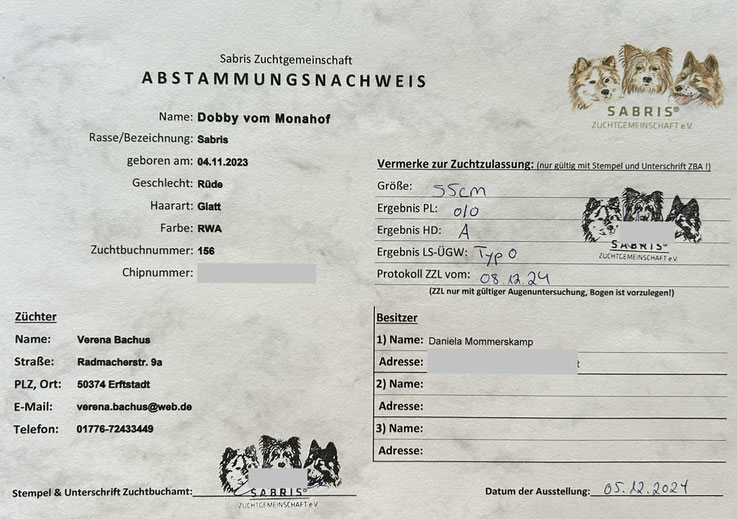 Sabris Zuchtgemeinschaft
ABSTAMMUNGSNACHWEIS
SABRIS®
ZUCHTGEMEINSCHAFT e.V.
Name: Dobby vom Monahof
Rasse/Bezeichnung: Sabris
geboren am: 04.11.2023
Geschlecht: Rüde
Haarart: Glatt
Farbe: RWA
Zuchtbuchnummer: 156
Chipnummer:
Vermerke zur Zuchtzulassung: (nur gültig mit Stempel und Unterschrift ZBA !)
Größe: 55cm
Ergebnis PL: 0/0
Ergebnis HD: A
Ergebnis LS-ÜGW: Typ 0
Protokoll ZZL vom: 08.12.24
(ZZL nur mit gültiger Augenuntersuchung, Bogen ist vorzulegen!)
SABRIS®
ZUCHTGEMEINSCHAFT e.V.
Züchter
Name: Verena Bachus
Straße: Radmacherstr. 9a
PLZ, Ort: 50374 Erftstadt
E-Mail: verena.bachus@web.de
Telefon: 01776-72433449
Besitzer
1) Name: Daniela Mommerskamp
Adresse:
2) Name:
Adresse:
3) Name:
Adresse:
Stempel & Unterschrift Zuchtbuchamt:
SABRIS®
ZUCHTGEMEINSCHAFT e.V.
Datum der Ausstellung: 05.12.2024